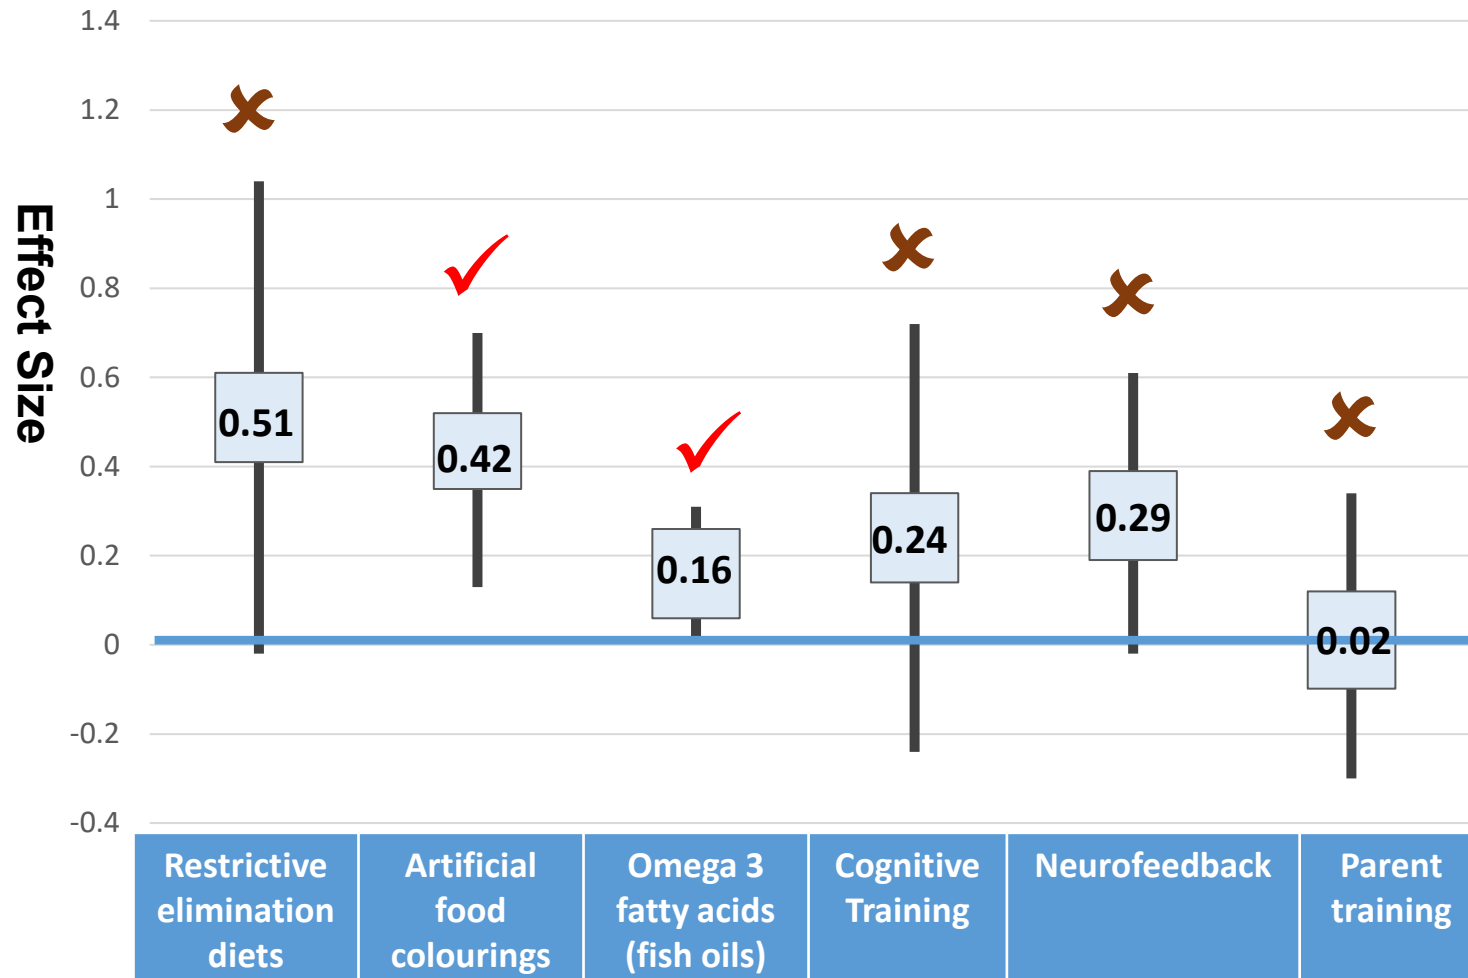 1.4
1.2
1
0.8
0.6
0.4
0.2
0
-0.2
-0.4
Effect Size
0.51
0.42
0.16
0.24
0.29
0.02
Restrictive
elimination
diets
Artificial
food
colourings
Omega 3
fatty acids
(fish oils)
Cognitive
Training
Neurofeedback
Parent
training